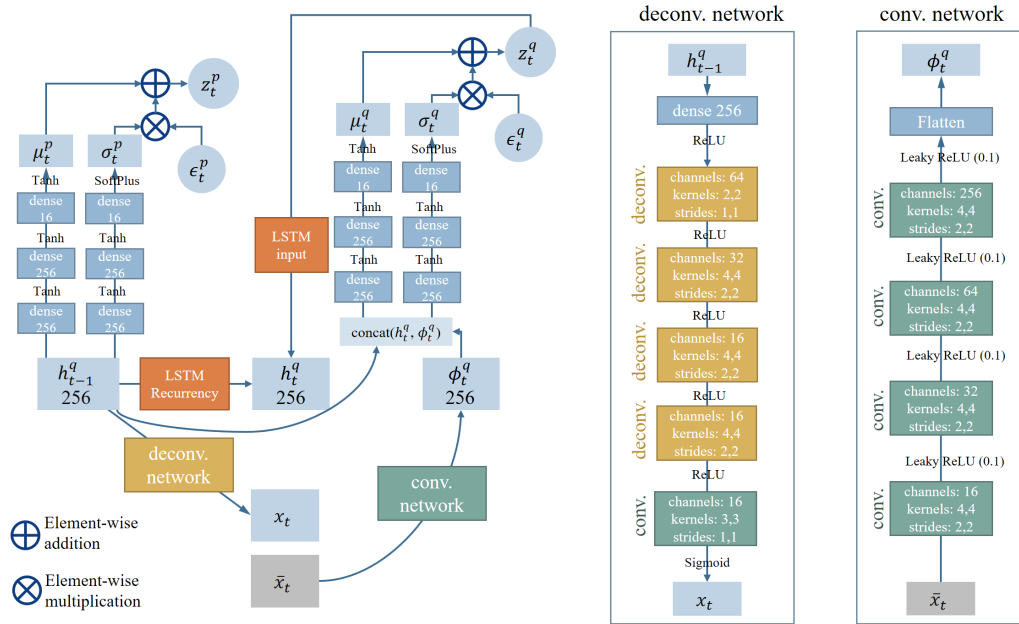 z_t^p
μ_t^p
σ_t^p
ϵ_t^p
Tanh
SoftPlus
dense
16
dense
16
Tanh
Tanh
dense
256
dense
256
Tanh
Tanh
dense
256
dense
256
h_{t-1}^q
256
LSTM
Recurrency
h_t^q
256
LSTM
input
z_t^q
μ_t^q
σ_t^q
ϵ_t^q
Tanh
SoftPlus
dense
16
dense
16
Tanh
Tanh
dense
256
dense
256
Tanh
Tanh
dense
256
dense
256
concat(h_t^q, ϕ_t^q)
ϕ_t^q
256
deconv.
network
conv.
network
x_t
x̄_t
Element-wise
addition
Element-wise
multiplication
deconv. network
h_{t-1}^q
dense 256
ReLU
deconv.
channels: 64
kernels: 2,2
strides: 1,1
ReLU
deconv.
channels: 32
kernels: 4,4
strides: 2,2
ReLU
deconv.
channels: 16
kernels: 4,4
strides: 2,2
ReLU
deconv.
channels: 16
kernels: 4,4
strides: 2,2
ReLU
conv.
channels: 16
kernels: 3,3
strides: 1,1
Sigmoid
x_t
conv. network
ϕ_t^q
Flatten
Leaky ReLU (0.1)
conv.
channels: 256
kernels: 4,4
strides: 2,2
Leaky ReLU (0.1)
conv.
channels: 64
kernels: 4,4
strides: 2,2
Leaky ReLU (0.1)
conv.
channels: 32
kernels: 4,4
strides: 2,2
Leaky ReLU (0.1)
conv.
channels: 16
kernels: 4,4
strides: 2,2
x̄_t